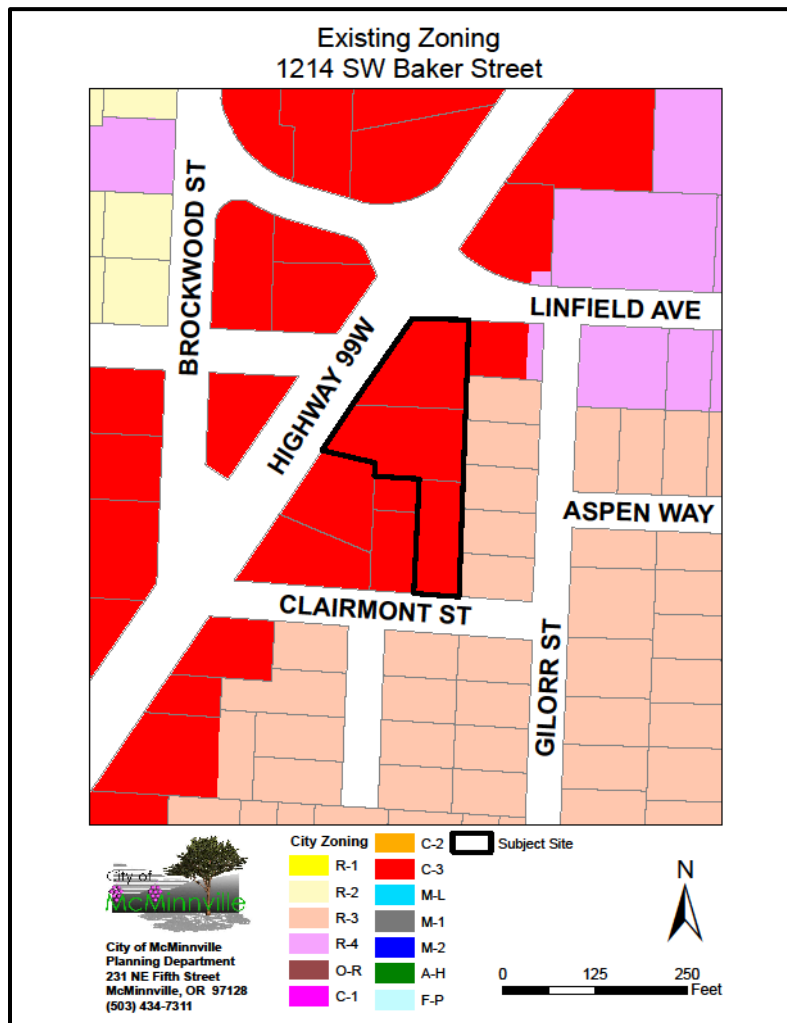 Existing Zoning
1214 SW Baker Street
BROCKWOOD ST
HIGHWAY 99W
LINFIELD AVE
ASPEN WAY
CLAIRMONT ST
GILORR ST
City of
McMinnville
City of McMinnville
Planning Department
231 NE Fifth Street
McMinnville, OR 97128
(503) 434-7311
City Zoning
R-1
R-2
R-3
R-4
O-R
C-1
C-2
C-3
M-L
M-1
M-2
A-H
F-P
Subject Site
N
0 125 250
Feet